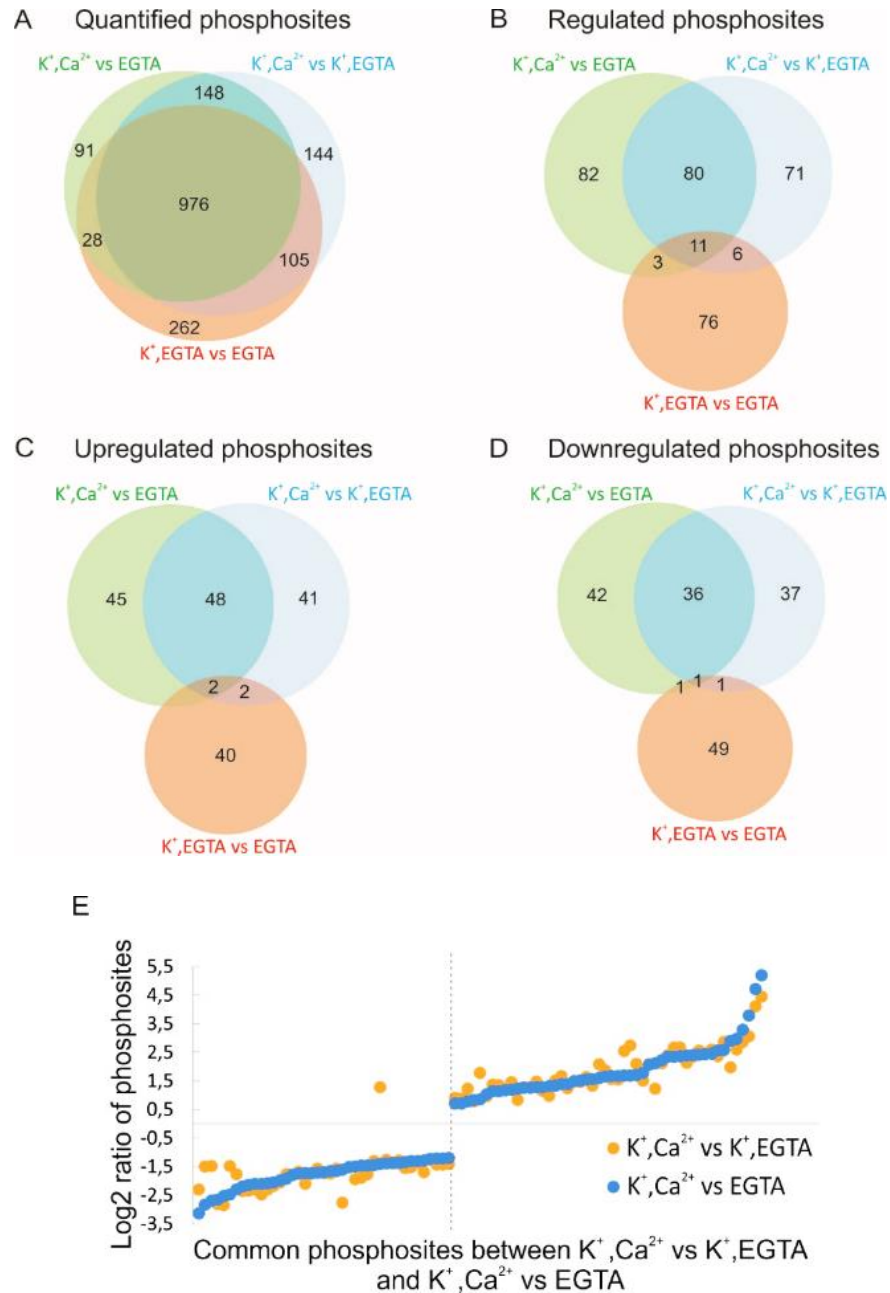 A Quantified phosphosites
K⁺,Ca²⁺ vs EGTA
K⁺,Ca²⁺ vs K⁺,EGTA
148
91
144
976
28
105
262
K⁺,EGTA vs EGTA
B Regulated phosphosites
K⁺,Ca²⁺ vs EGTA
K⁺,Ca²⁺ vs K⁺,EGTA
82
80
71
11
3
6
76
K⁺,EGTA vs EGTA
C Upregulated phosphosites
K⁺,Ca²⁺ vs EGTA
K⁺,Ca²⁺ vs K⁺,EGTA
45
48
41
2
2
40
K⁺,EGTA vs EGTA
D Downregulated phosphosites
K⁺,Ca²⁺ vs EGTA
K⁺,Ca²⁺ vs K⁺,EGTA
42
36
37
1
1
1
49
K⁺,EGTA vs EGTA
E
Log2 ratio of phosphosites
5,5
4,5
3,5
2,5
1,5
0,5
-0,5
-1,5
-2,5
-3,5
K⁺,Ca²⁺ vs K⁺,EGTA
K⁺,Ca²⁺ vs EGTA
Common phosphosites between K⁺,Ca²⁺ vs K⁺,EGTA
and K⁺,Ca²⁺ vs EGTA